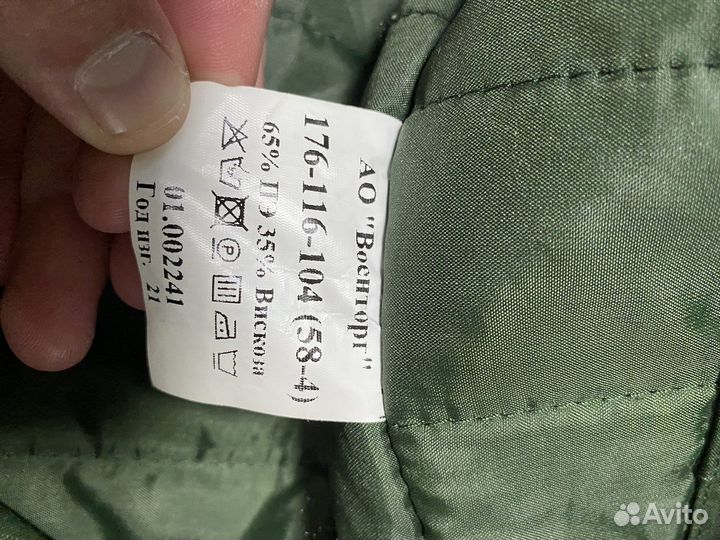 АО "Военторг"
176-116-104 (58-4)
65% ПЭ 35% Вискоза
01.002241
Год изг. 21
Avito